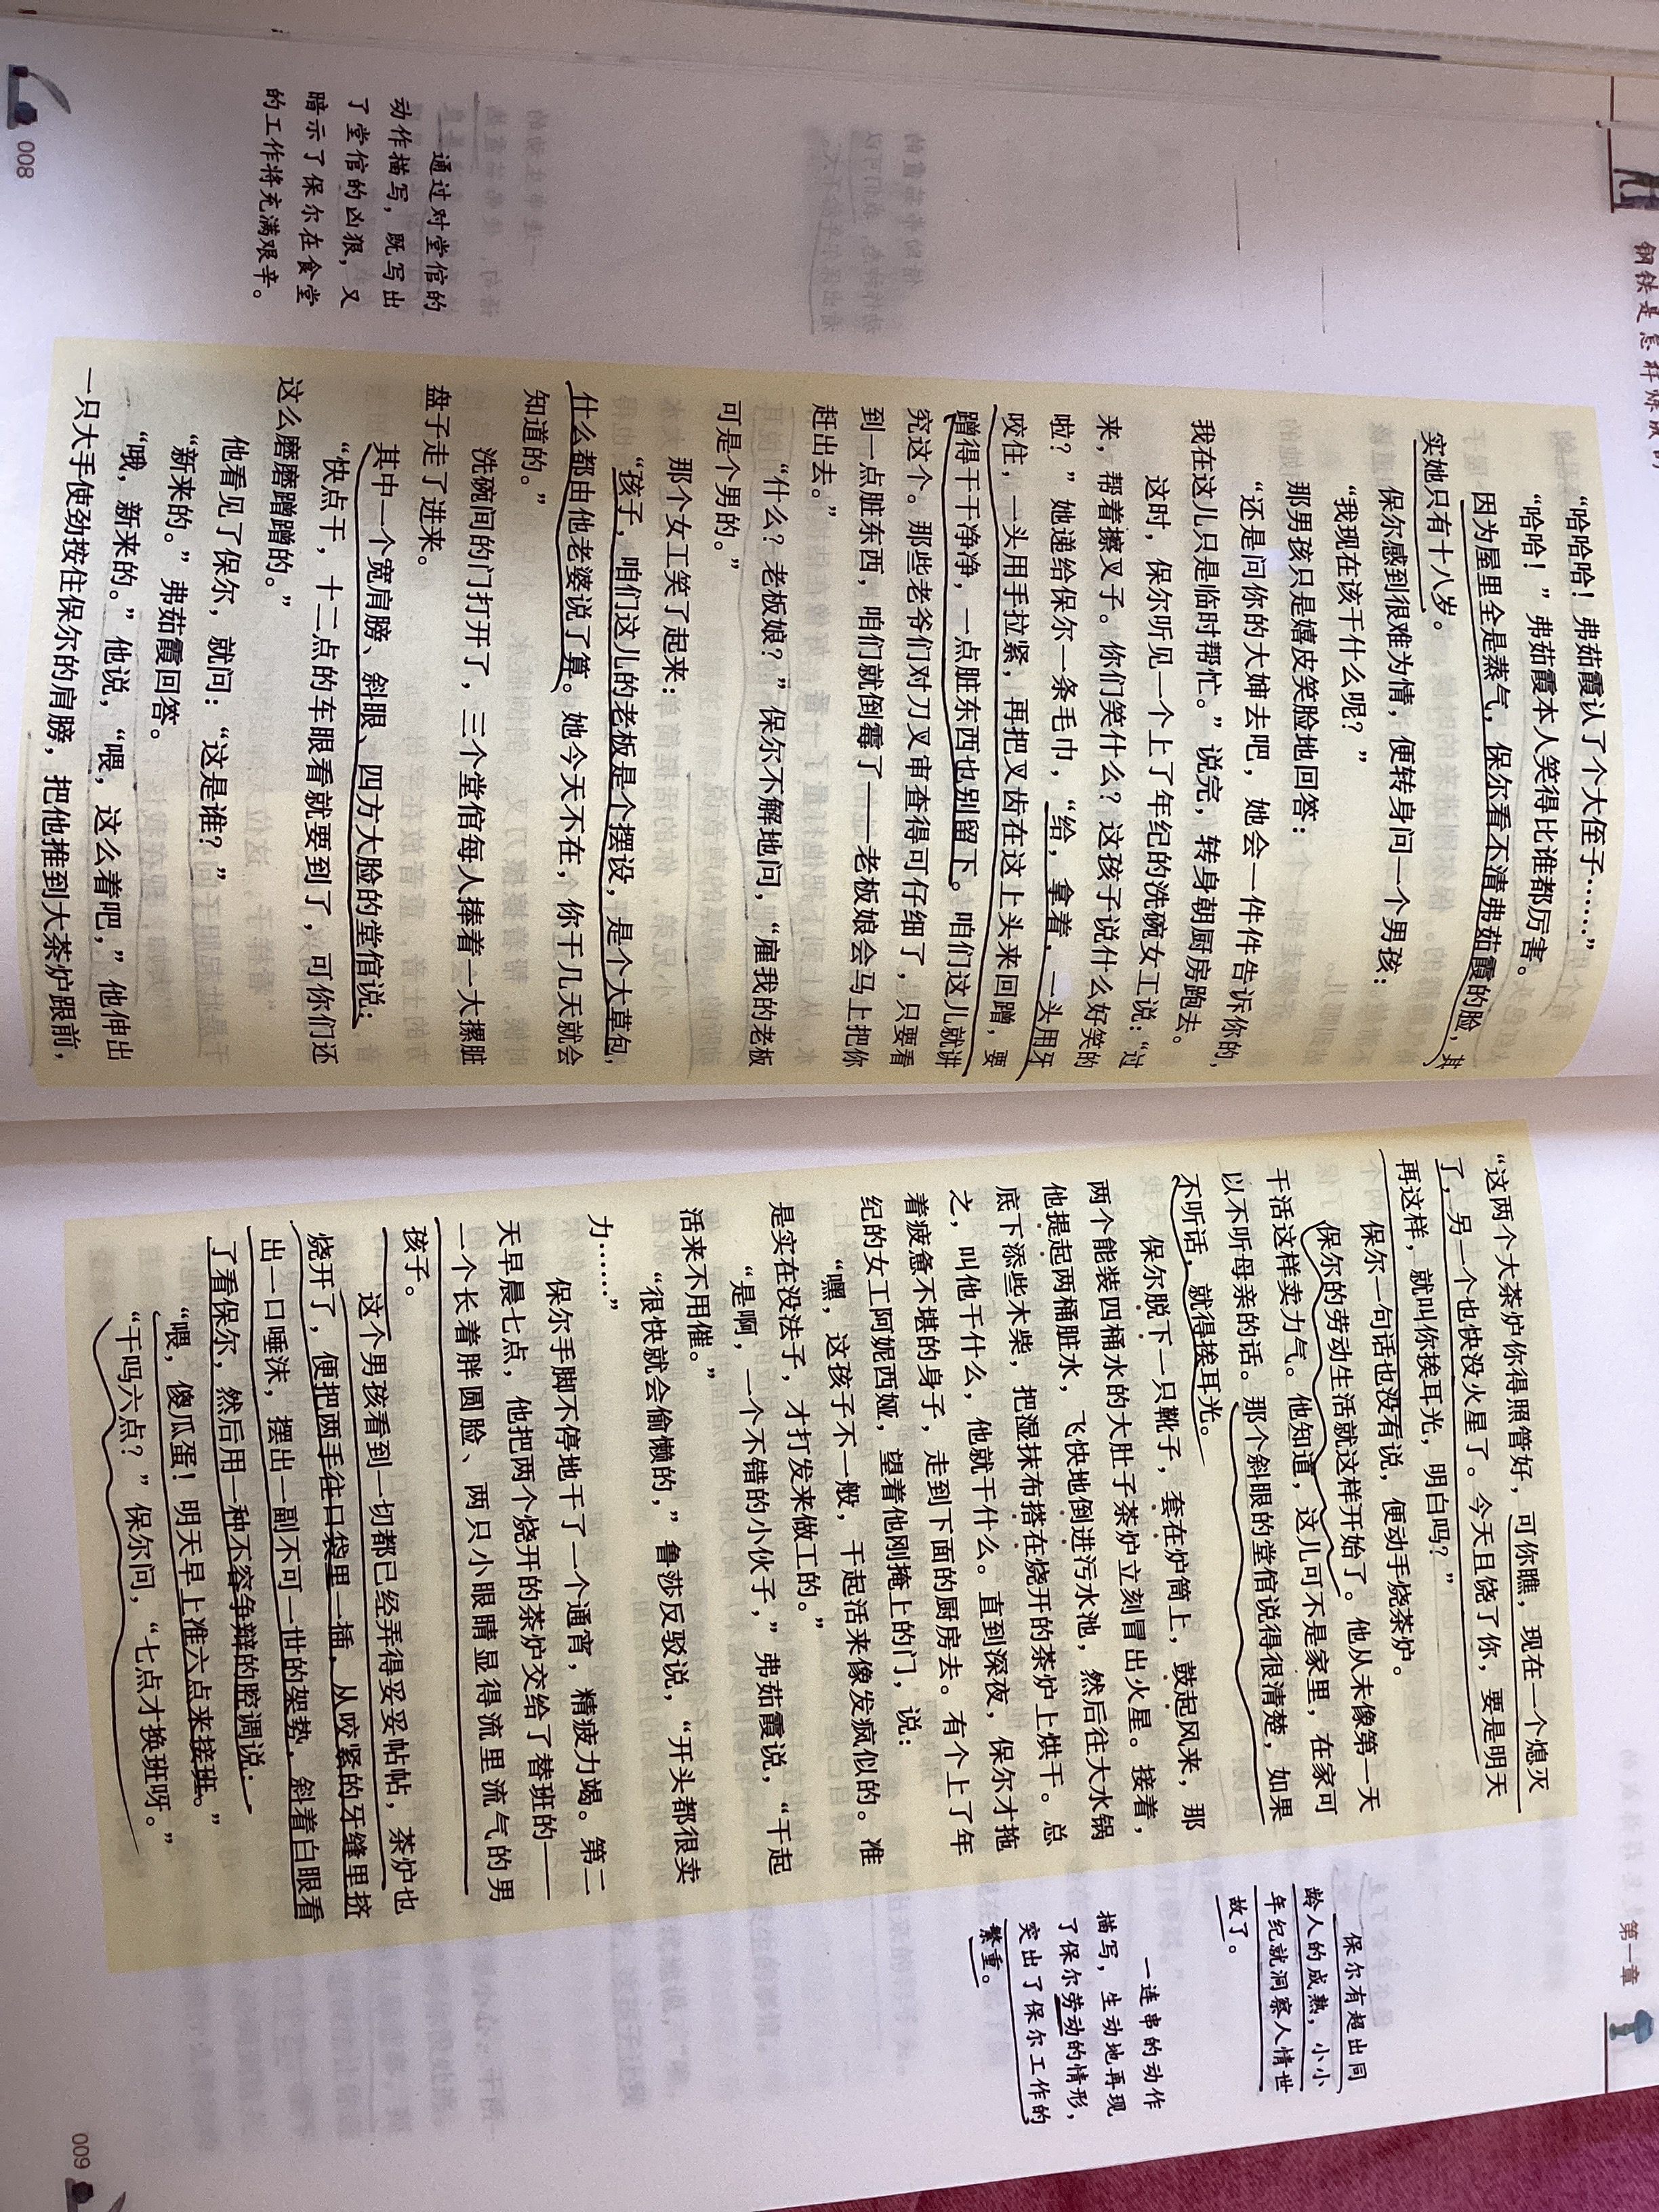 钢铁是怎样炼成的
“哈哈哈！弗茹霞认了个大侄子……”
“哈哈！”弗茹霞本人笑得比谁都厉害。
因为屋里全是蒸气，保尔看不清弗茹霞的脸，其
实她只有十八岁。
保尔感到很难为情，便转身问一个男孩：
“我现在该干什么呢？”
那男孩只是嬉皮笑脸地回答：
“还是问你的大婶去吧，她会一件件告诉你的，
我在这儿只是临时帮忙。”说完，转身朝厨房跑去。
这时，保尔听见一个上了年纪的洗碗女工说：“过
来，帮着擦叉子。你们笑什么？这孩子说什么好笑的
啦？”她递给保尔一条毛巾，“给，拿着，一头用牙
咬住，一头用手拉紧，再把叉齿在这上头来回蹭，要
蹭得干干净净，一点脏东西也别留下。咱们这儿就讲
究这个。那些老爷们对刀叉审查得可仔细了，只要看
到一点脏东西，咱们就倒霉了——老板娘会马上把你
赶出去。”
“什么？老板娘？”保尔不解地问，“雇我的老板
可是个男的。”
那个女工笑了起来：
“孩子，咱们这儿的老板是个摆设，是个大草包，
什么都由他老婆说了算。她今天不在，你干几天就会
知道的。”
洗碗间的门打开了，三个堂倌每人捧着一大摞脏
盘子走了进来。
其中一个宽肩膀、斜眼、四方大脸的堂倌说：
“快点干，十二点的车眼看就要到了，可你们还
这么磨磨蹭蹭的。”
他看见了保尔，就问：“这是谁？”
“新来的。”弗茹霞回答。
“哦，新来的。”他说，“喂，这么着吧，”他伸出
一只大手使劲按住保尔的肩膀，把他推到大茶炉跟前，
通过对堂倌的
动作描写，既写出
了堂倌的凶狠，又
暗示了保尔在食堂
的工作将充满艰辛。
008
第一章
“这两个大茶炉你得照管好，可你瞧，现在一个熄灭
了，另一个也快没火星了。今天且饶了你，要是明天
再这样，就叫你挨耳光，明白吗？”
保尔一句话也没有说，便动手烧茶炉。
保尔的劳动生活就这样开始了。他从未像第一天
干活这样卖力气。他知道，这儿可不是家里，在家可
以不听母亲的话。那个斜眼的堂倌说得很清楚，如果
不听话，就得挨耳光。
保尔脱下一只靴子，套在炉筒上，鼓起风来，那
两个能装四桶水的大肚子茶炉立刻冒出火星。接着，
他提起两桶脏水，飞快地倒进污水池，然后往大水锅
底下添些木柴，把湿抹布搭在烧开的茶炉上烘干。总
之，叫他干什么，他就干什么。直到深夜，保尔才拖
着疲惫不堪的身子，走到下面的厨房去。有个上了年
纪的女工阿妮西娅，望着他刚掩上的门，说：
“嘿，这孩子不一般，干起活来像发疯似的。准
是实在没法子，才打发来做工的。”
“是啊，一个不错的小伙子，”弗茹霞说，“干起
活来不用催。”
“很快就会偷懒的，”鲁莎反驳说，“开头都很卖
力……”
保尔手脚不停地干了一个通宵，精疲力竭。第二
天早晨七点，他把两个烧开的茶炉交给了替班的——
一个长着胖圆脸、两只小眼睛显得流里流气的男
孩子。
这个男孩看到一切都已经弄得妥妥帖帖，茶炉也
烧开了，便把两手往口袋里一插，从咬紧的牙缝里挤
出一口唾沫，摆出一副不可一世的架势，斜着白眼看
了看保尔，然后用一种不容争辩的腔调说：
“喂，傻瓜蛋！明天早上准六点来接班。”
“干吗六点？”保尔问，“七点才换班呀。”
保尔有超出同
龄人的成熟，小小
年纪就洞察人情世
故了。
一连串的动作
描写，生动地再现
了保尔劳动的情形，
突出了保尔工作的
繁重。
009